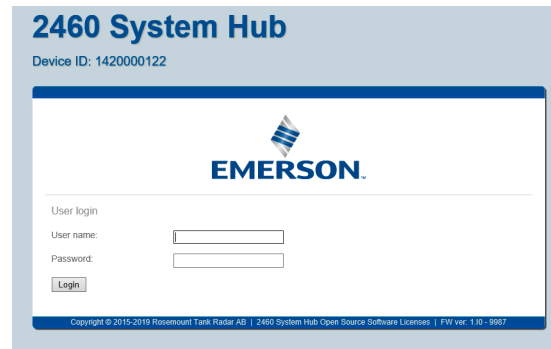 2460 System Hub
Device ID: 1420000122
EMERSON™
User login
User name:
Password:
Login
Copyright © 2015-2019 Rosemount Tank Radar AB | 2460 System Hub Open Source Software Licenses | FW ver: 1.I0 - 9987